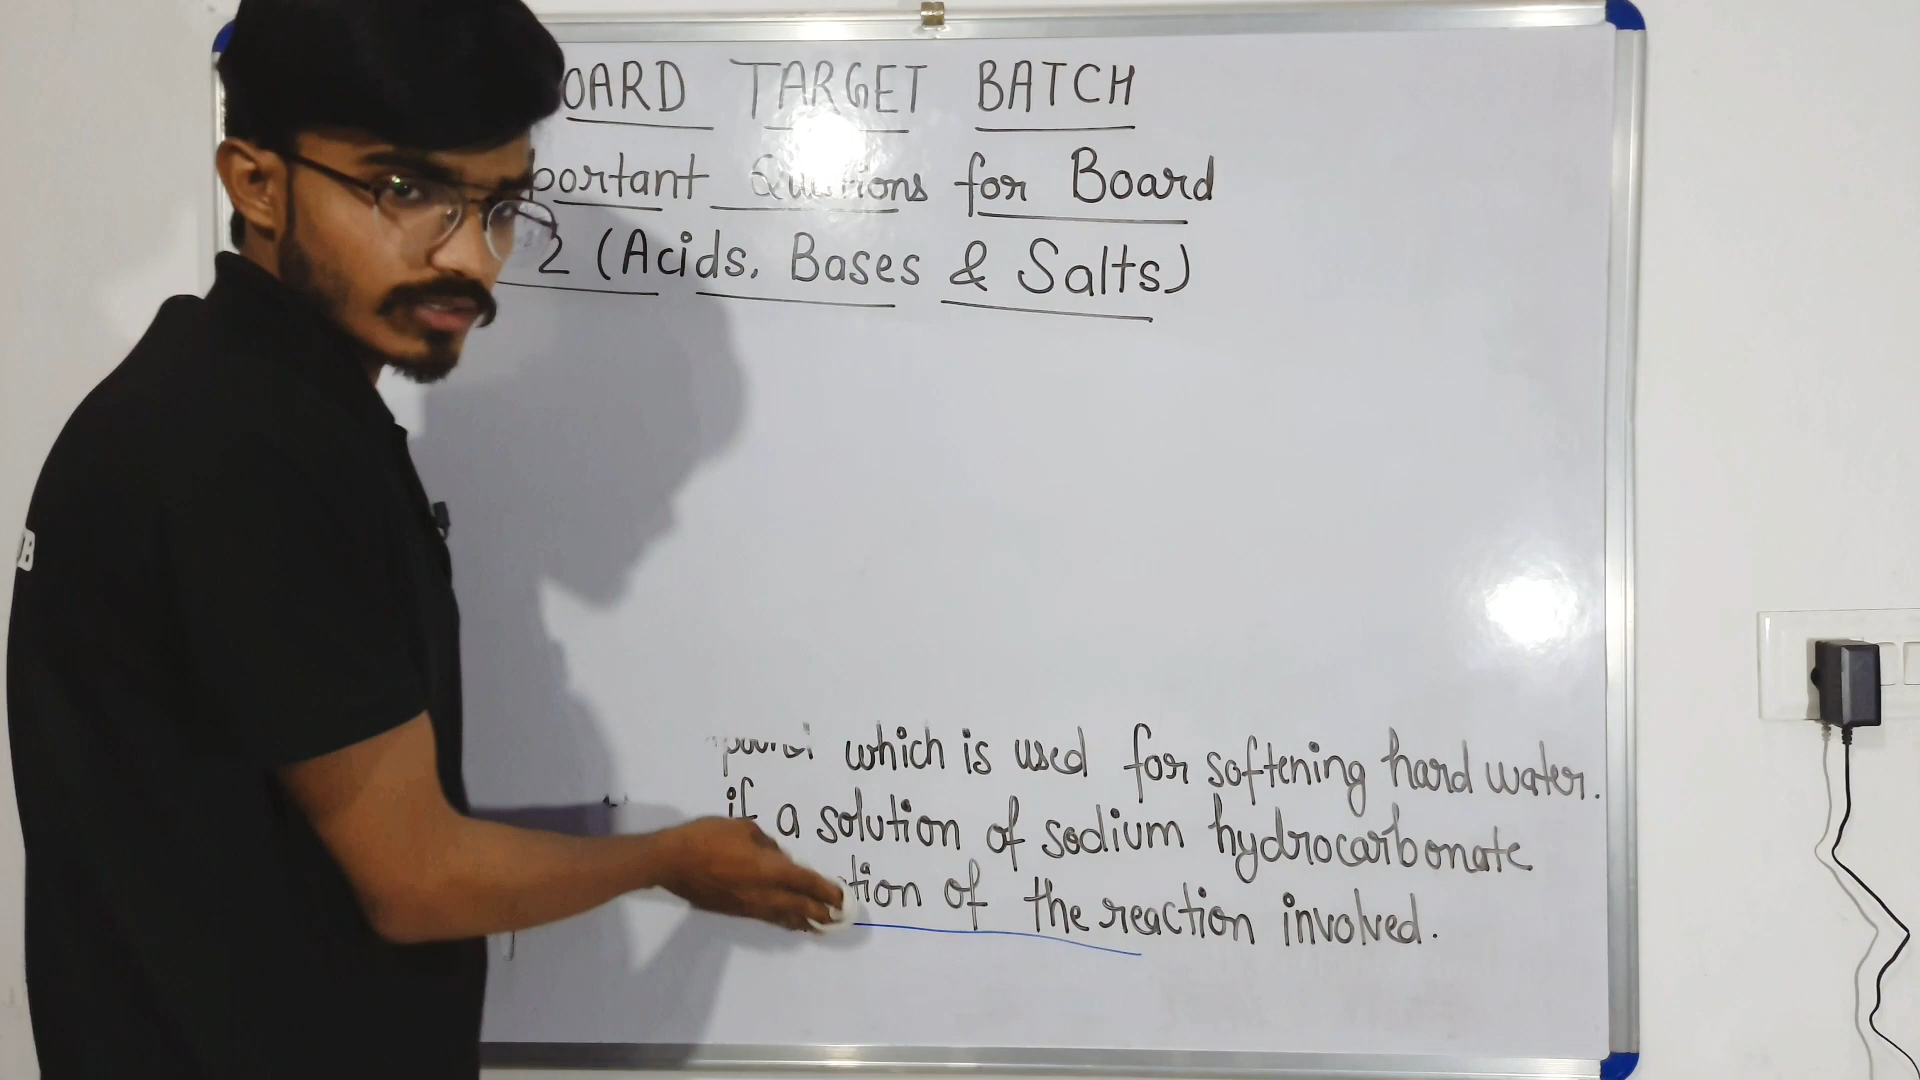 OARD TARGET BATCH
portant Questions for Board
2 (Acids, Bases & Salts)
which is used for softening hard water.
if a solution of sodium hydrocarbonate
tion of the reaction involved.
B